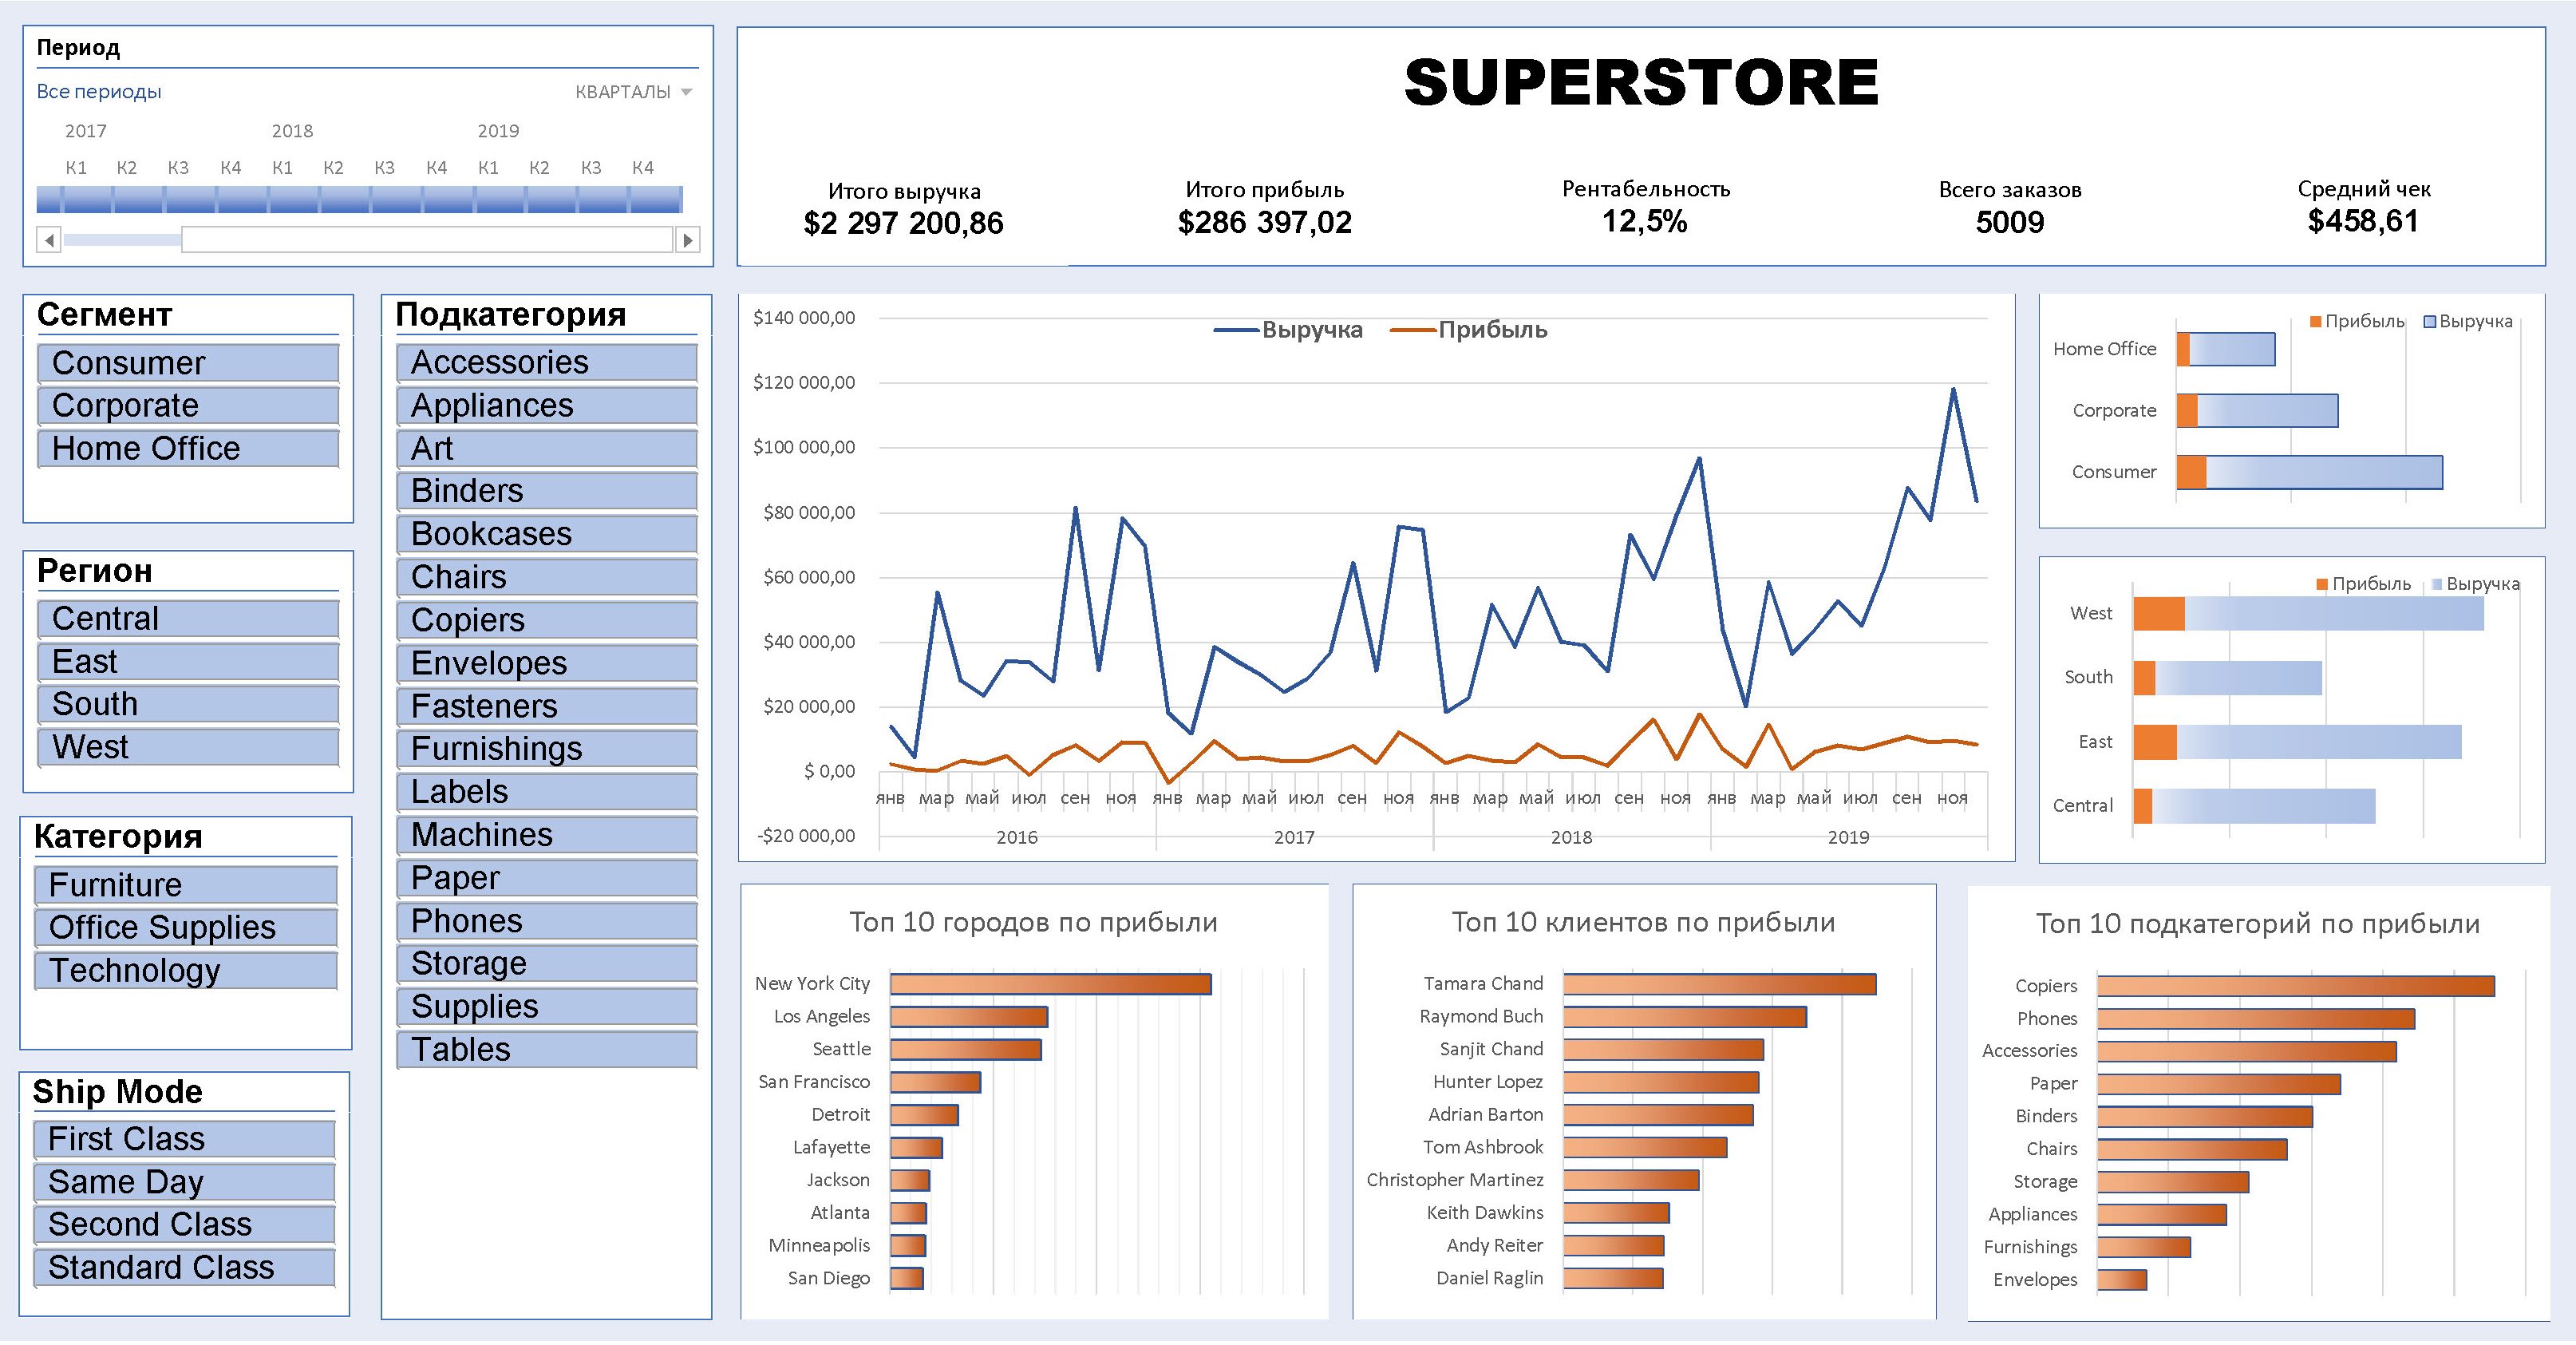 Период
Все периоды
КВАРТАЛЫ
2017 2018 2019
К1 К2 К3 К4 К1 К2 К3 К4 К1 К2 К3 К4
SUPERSTORE
Итого выручка
$2 297 200,86
Итого прибыль
$286 397,02
Рентабельность
12,5%
Всего заказов
5009
Средний чек
$458,61
Сегмент
Consumer
Corporate
Home Office
Регион
Central
East
South
West
Категория
Furniture
Office Supplies
Technology
Ship Mode
First Class
Same Day
Second Class
Standard Class
Подкатегория
Accessories
Appliances
Art
Binders
Bookcases
Chairs
Copiers
Envelopes
Fasteners
Furnishings
Labels
Machines
Paper
Phones
Storage
Supplies
Tables
Выручка Прибыль
$140 000,00
$120 000,00
$100 000,00
$80 000,00
$60 000,00
$40 000,00
$20 000,00
$ 0,00
-$20 000,00
янв мар май июл сен ноя янв мар май июл сен ноя янв мар май июл сен ноя янв мар май июл сен ноя
2016 2017 2018 2019
Прибыль Выручка
Home Office
Corporate
Consumer
Прибыль Выручка
West
South
East
Central
Топ 10 городов по прибыли
New York City
Los Angeles
Seattle
San Francisco
Detroit
Lafayette
Jackson
Atlanta
Minneapolis
San Diego
Топ 10 клиентов по прибыли
Tamara Chand
Raymond Buch
Sanjit Chand
Hunter Lopez
Adrian Barton
Tom Ashbrook
Christopher Martinez
Keith Dawkins
Andy Reiter
Daniel Raglin
Топ 10 подкатегорий по прибыли
Copiers
Phones
Accessories
Paper
Binders
Chairs
Storage
Appliances
Furnishings
Envelopes